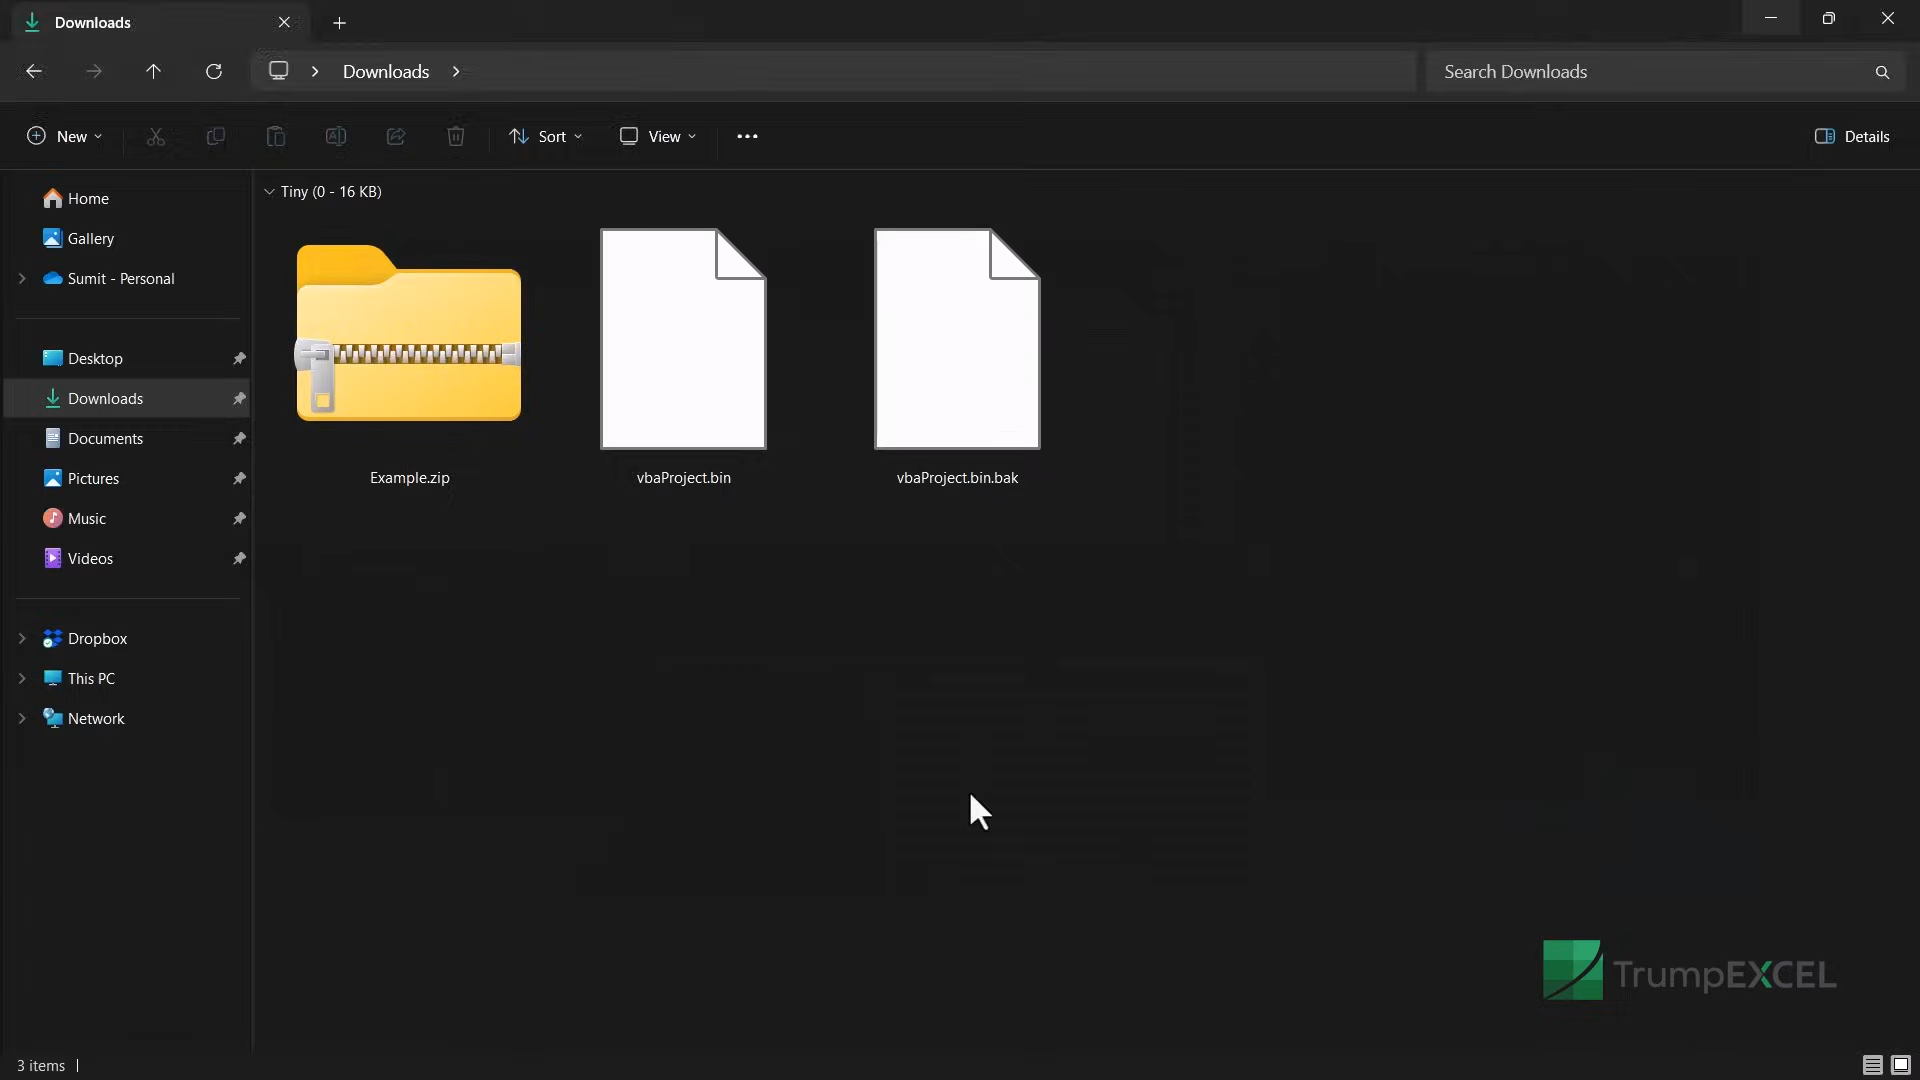 Downloads
Downloads
Search Downloads
New
Sort
View
Details
Home
Gallery
Sumit - Personal
Desktop
Downloads
Documents
Pictures
Music
Videos
Dropbox
This PC
Network
Tiny (0 - 16 KB)
Example.zip
vbaProject.bin
vbaProject.bin.bak
TrumpEXCEL
3 items